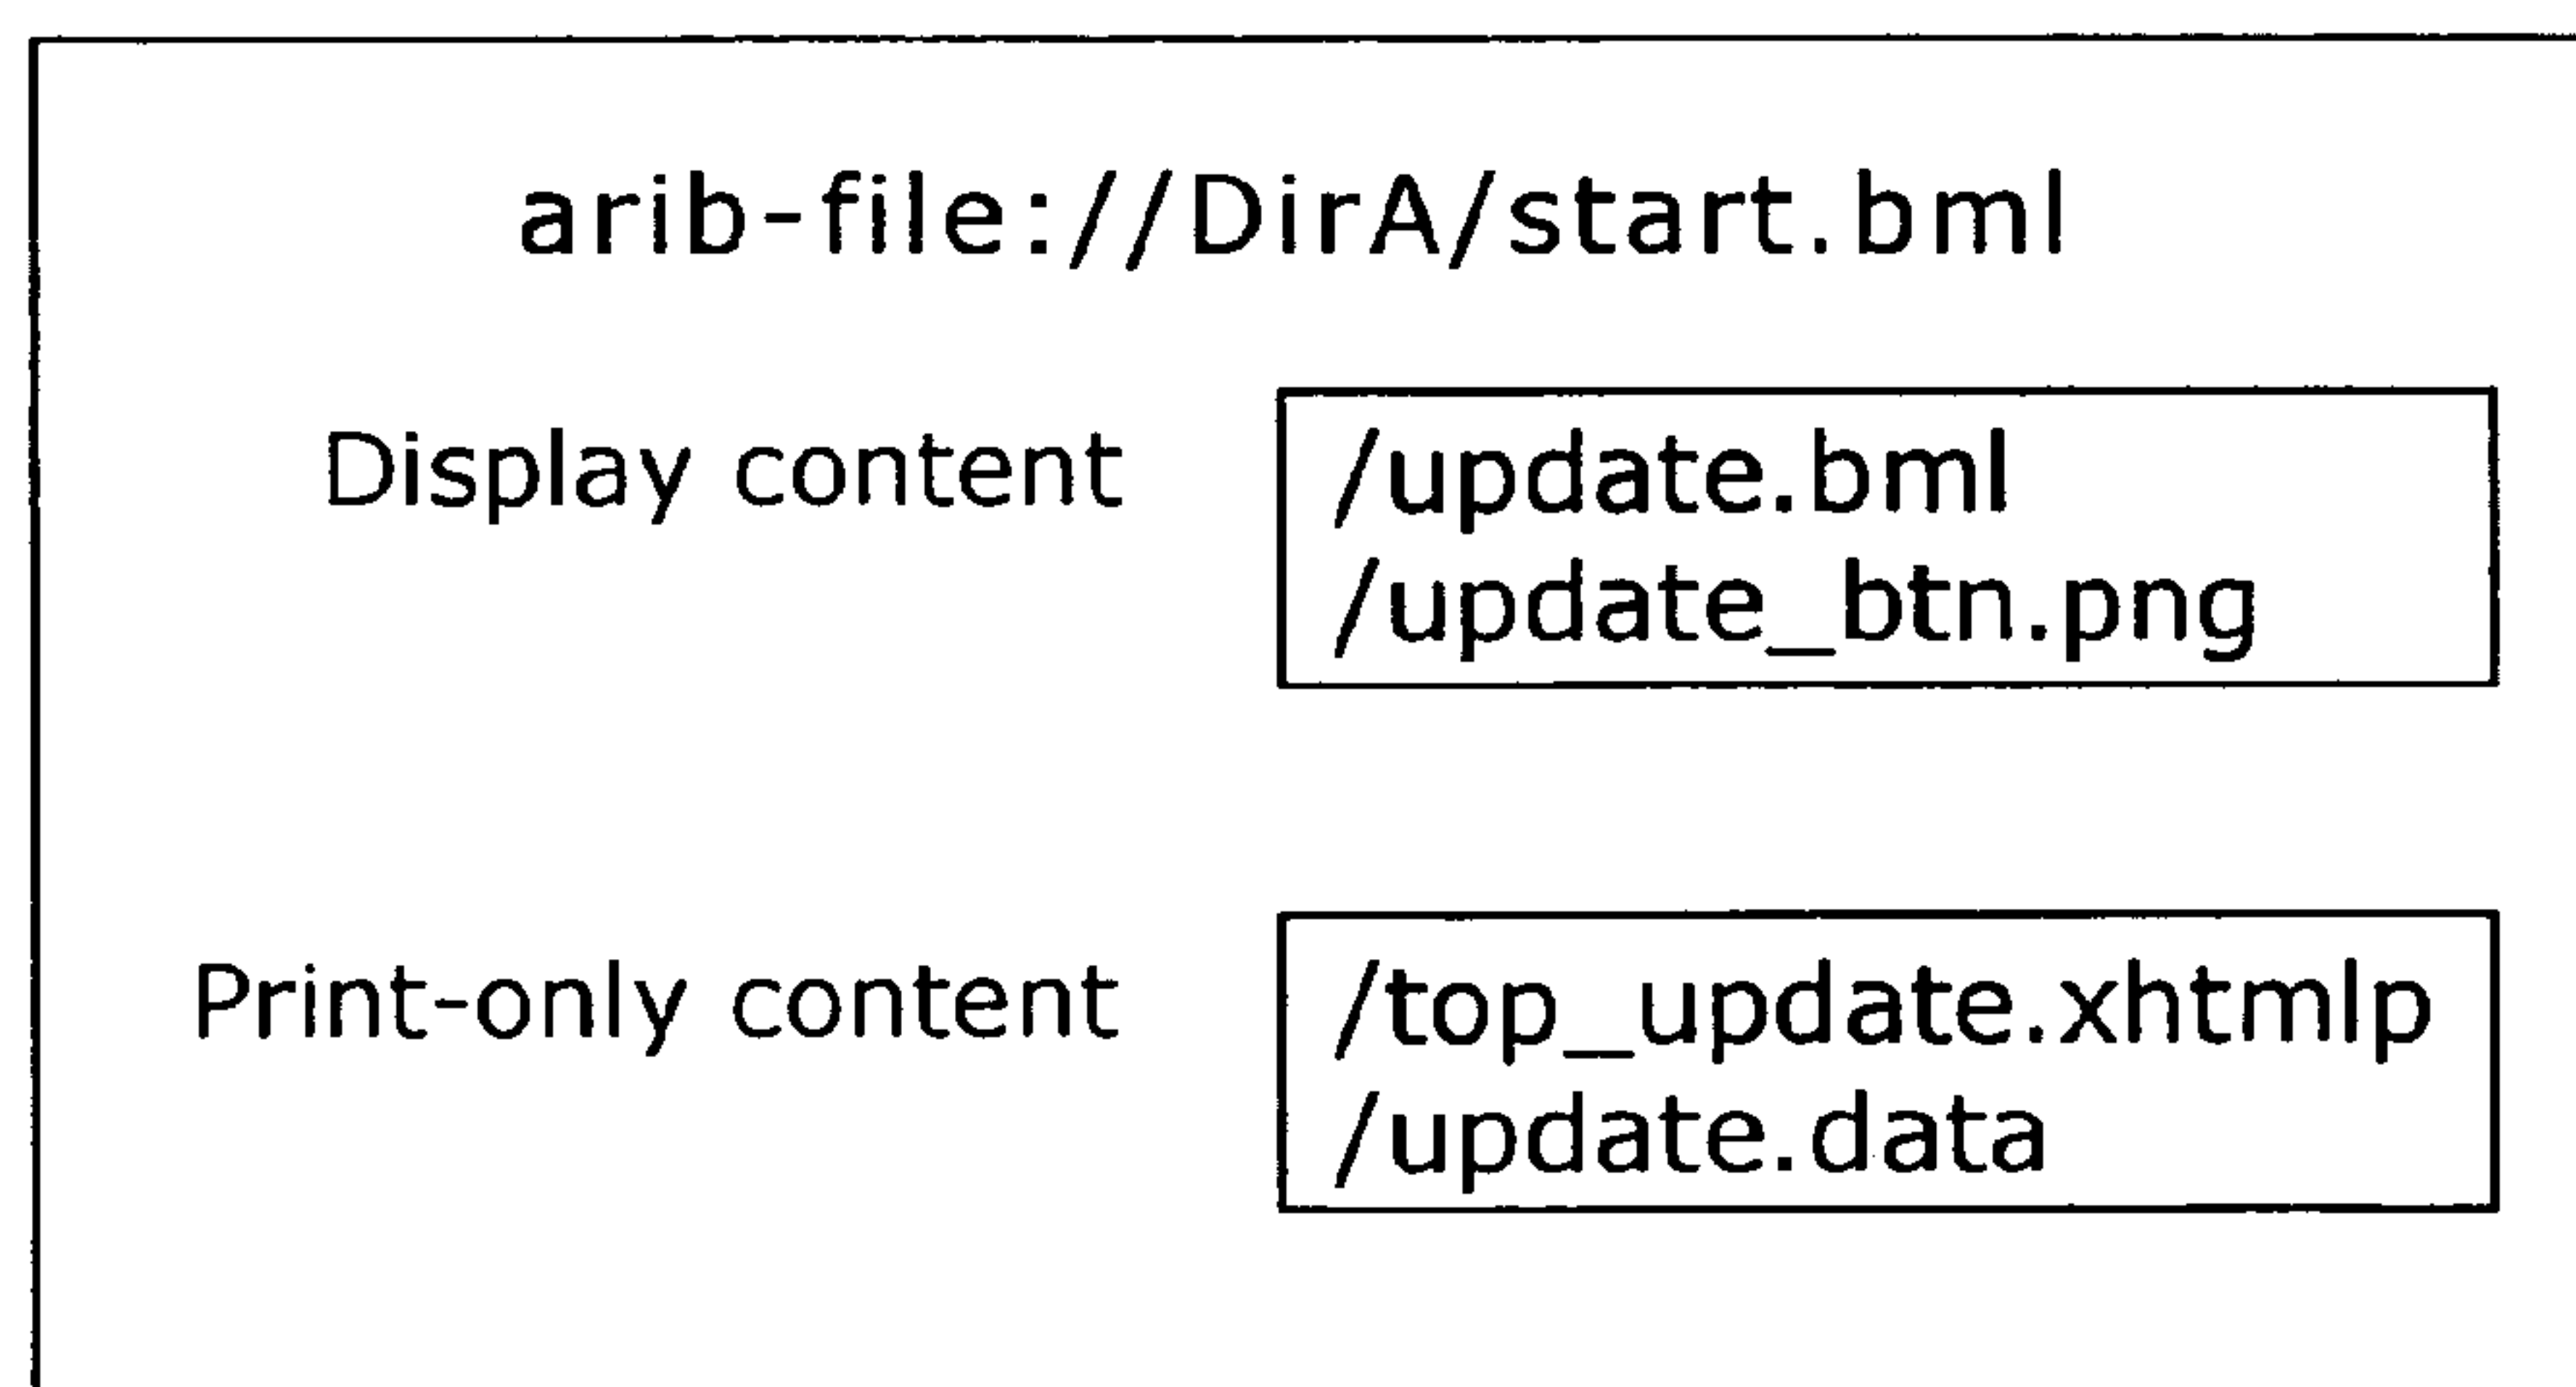 arib-file://DirA/start.bml
Display content
/update.bml
/update_btn.png
Print-only content
/top_update.xhtmlp
/update.data